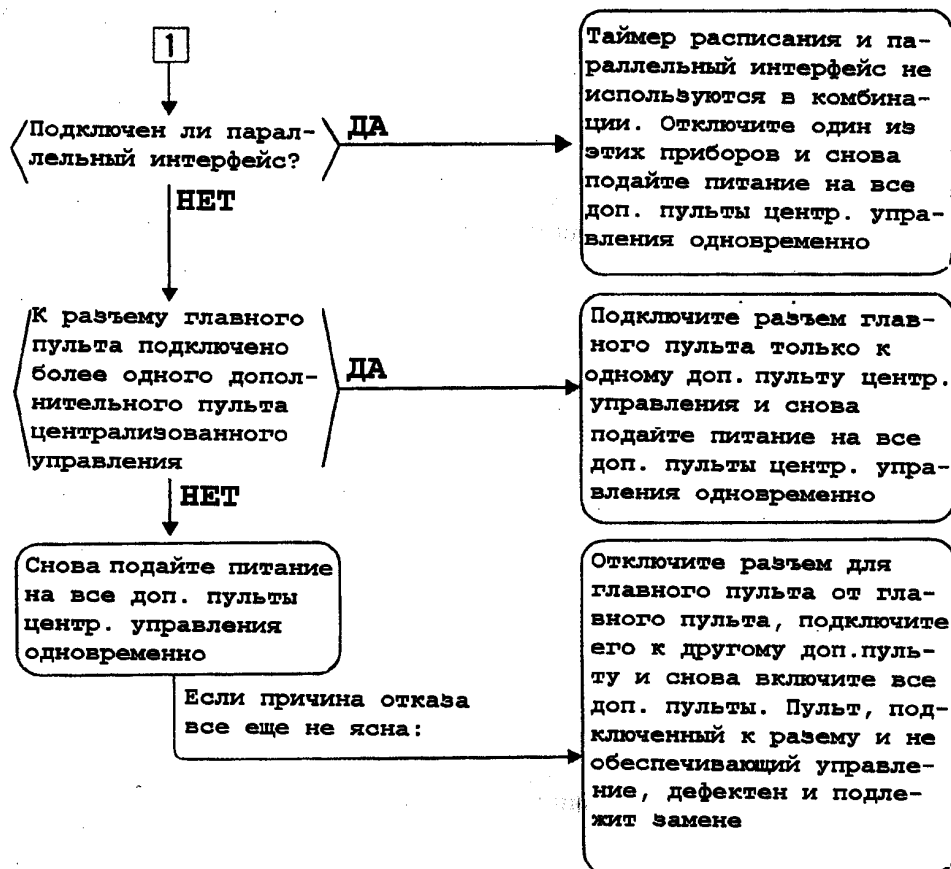 1
Подключен ли парал-
лельный интерфейс?
ДА
Таймер расписания и па-
раллельный интерфейс не
используются в комбина-
ции. Отключите один из
этих приборов и снова
подайте питание на все
доп. пульты центр. упра-
вления одновременно
НЕТ
К разъему главного
пульта подключено
более одного допол-
нительного пульта
централизованного
управления
ДА
Подключите разъем глав-
ного пульта только к
одному доп. пульту центр.
управления и снова
подайте питание на все
доп. пульты центр. упра-
вления одновременно
НЕТ
Снова подайте питание
на все доп. пульты
центр. управления
одновременно
Если причина отказа
все еще не ясна:
Отключите разъем для
главного пульта от гла-
вного пульта, подключите
его к другому доп.пуль-
ту и снова включите все
доп. пульты. Пульт, под-
ключенный к разему и не
обеспечивающий управле-
ние, дефектен и подле-
жит замене